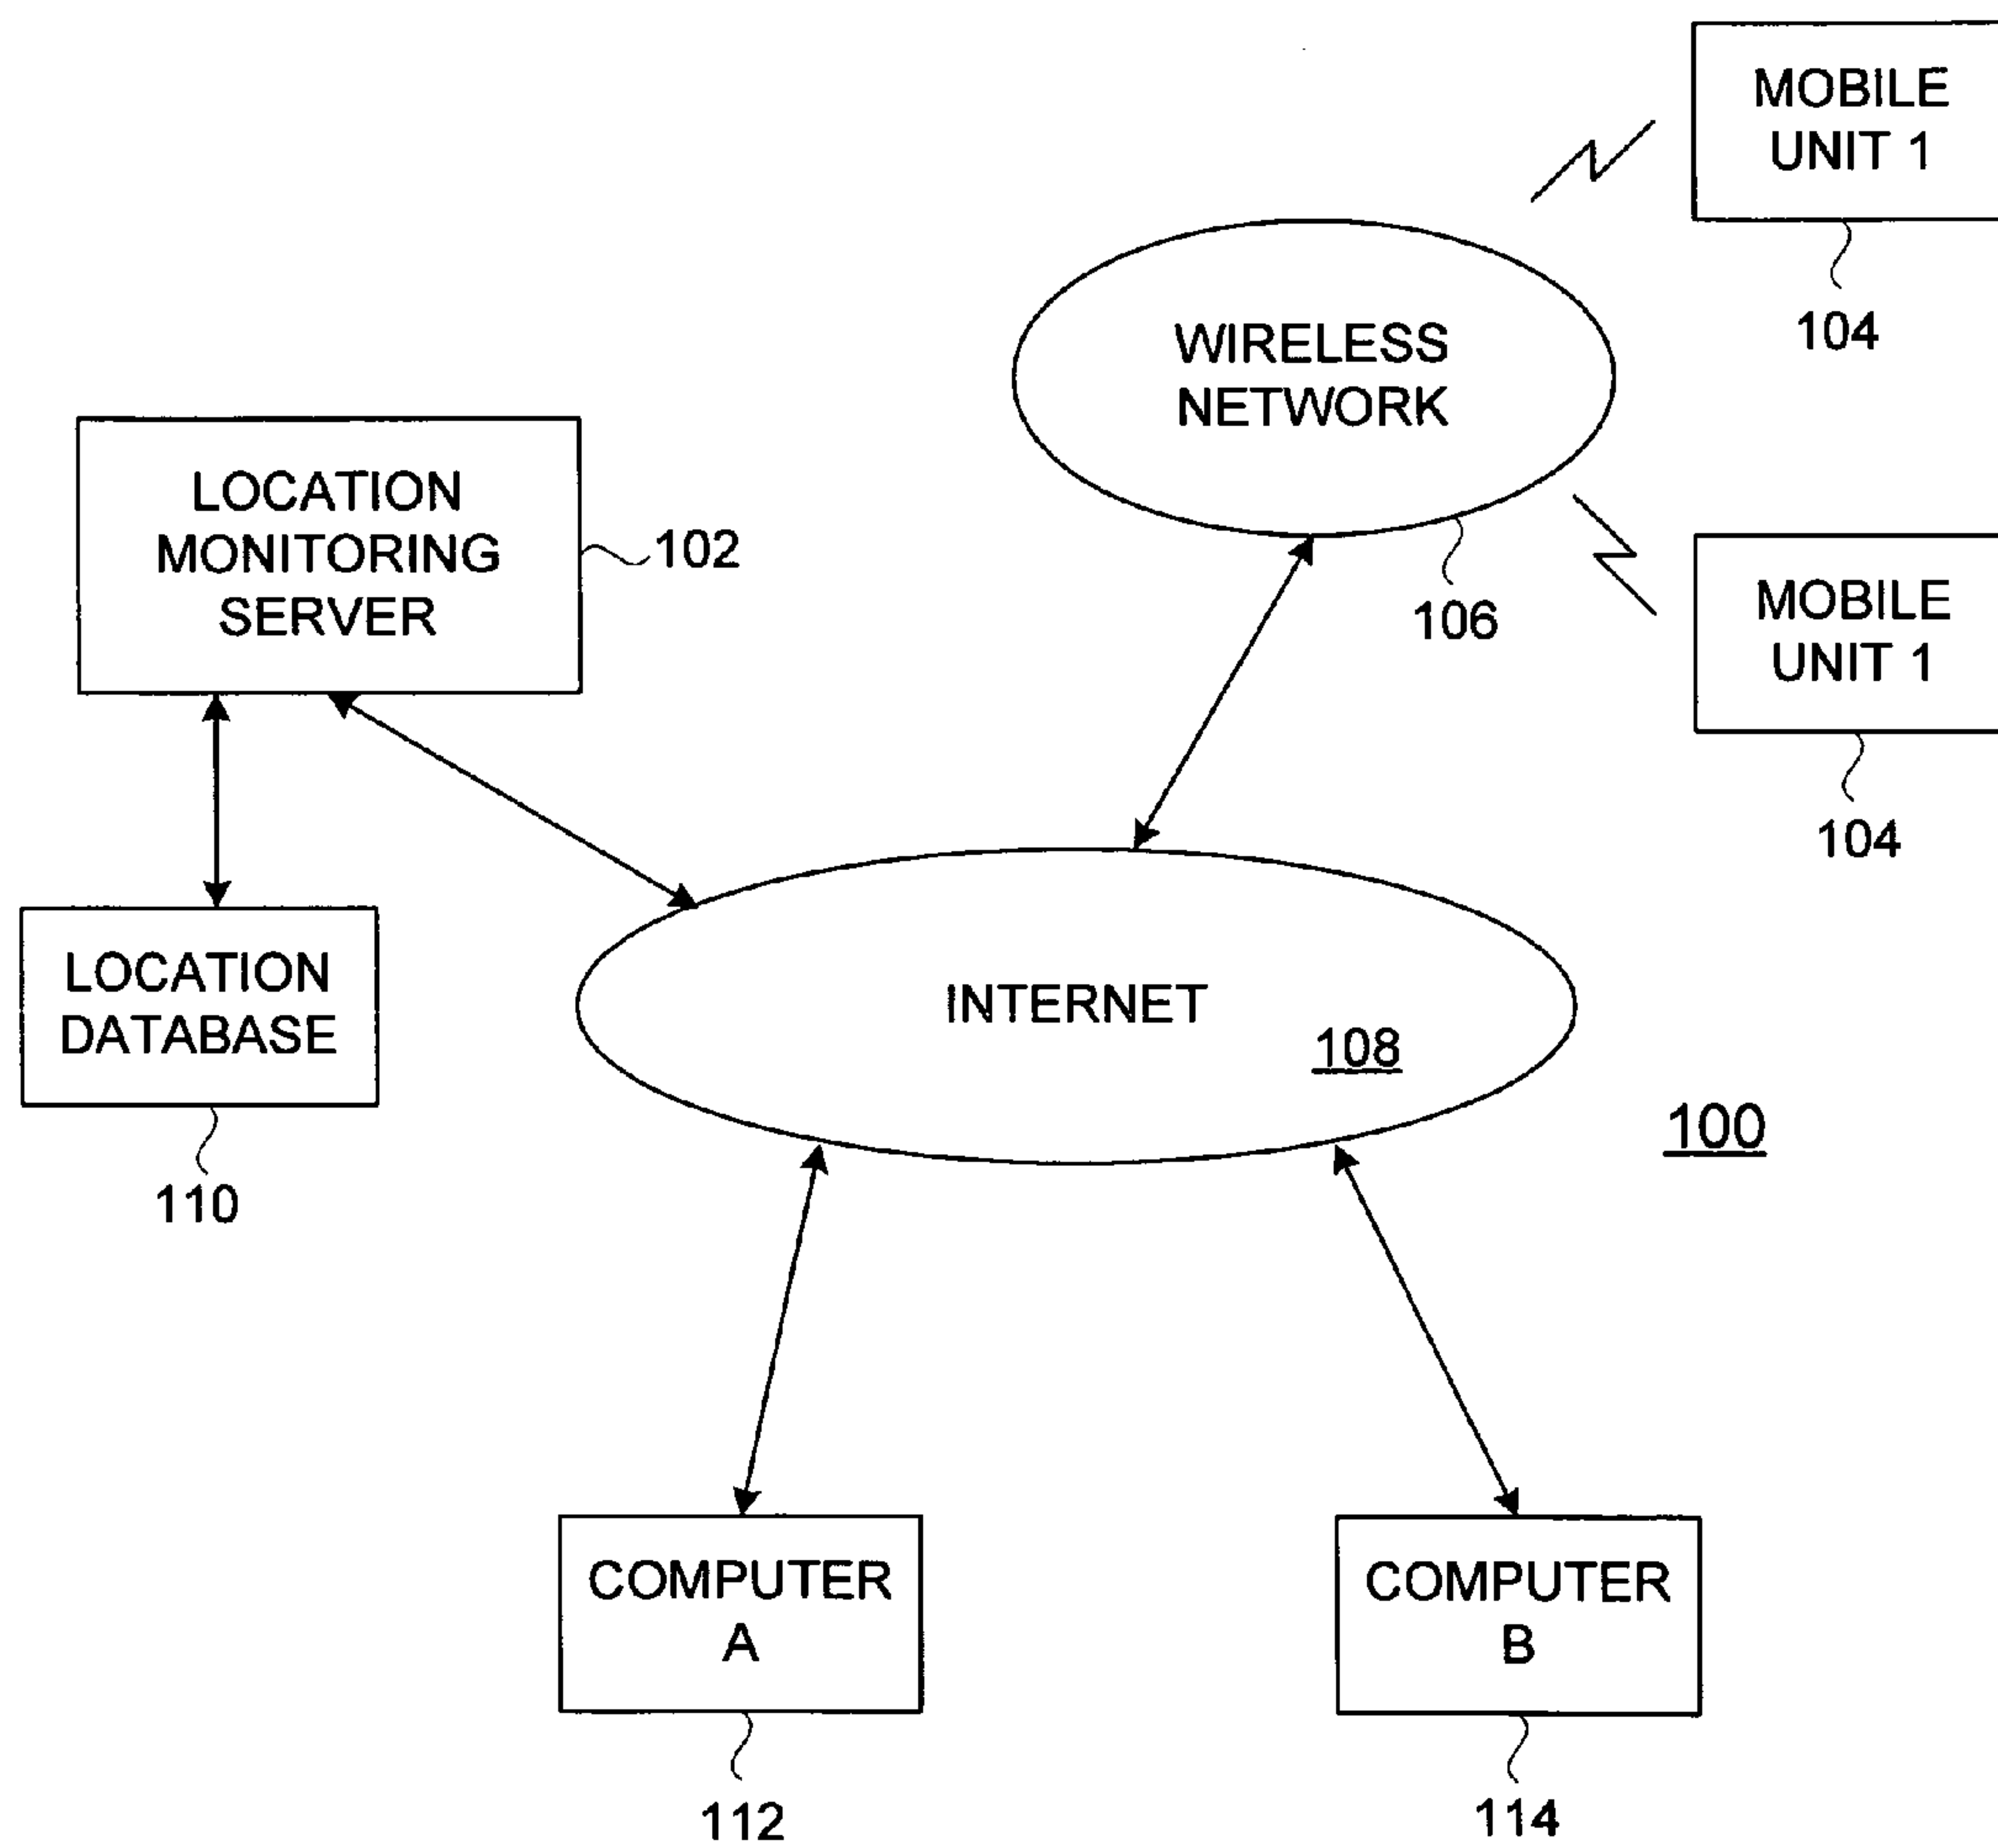 MOBILE
UNIT 1
104
WIRELESS
NETWORK
106
LOCATION
MONITORING
SERVER
102
MOBILE
UNIT 1
104
LOCATION
DATABASE
110
INTERNET
108
100
COMPUTER
A
112
COMPUTER
B
114